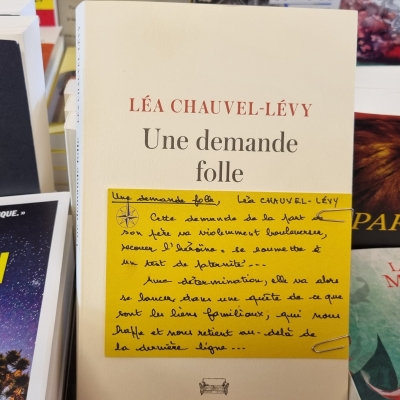 LÉA CHAUVEL-LÉVY
Une demande
folle
Une demande folle, Léa CHAUVEL-LÉVY
Cette demande de la part de
son père va violemment bouleverser,
secouer l'héroïne. Se soumettre à
un test de paternité...
Avec détermination, elle va alors
se lancer dans une quête de ce que
sont les liens familiaux, qui nous
happe et nous retient au-delà de
la dernière ligne...
QUE. »
PAR
L
M